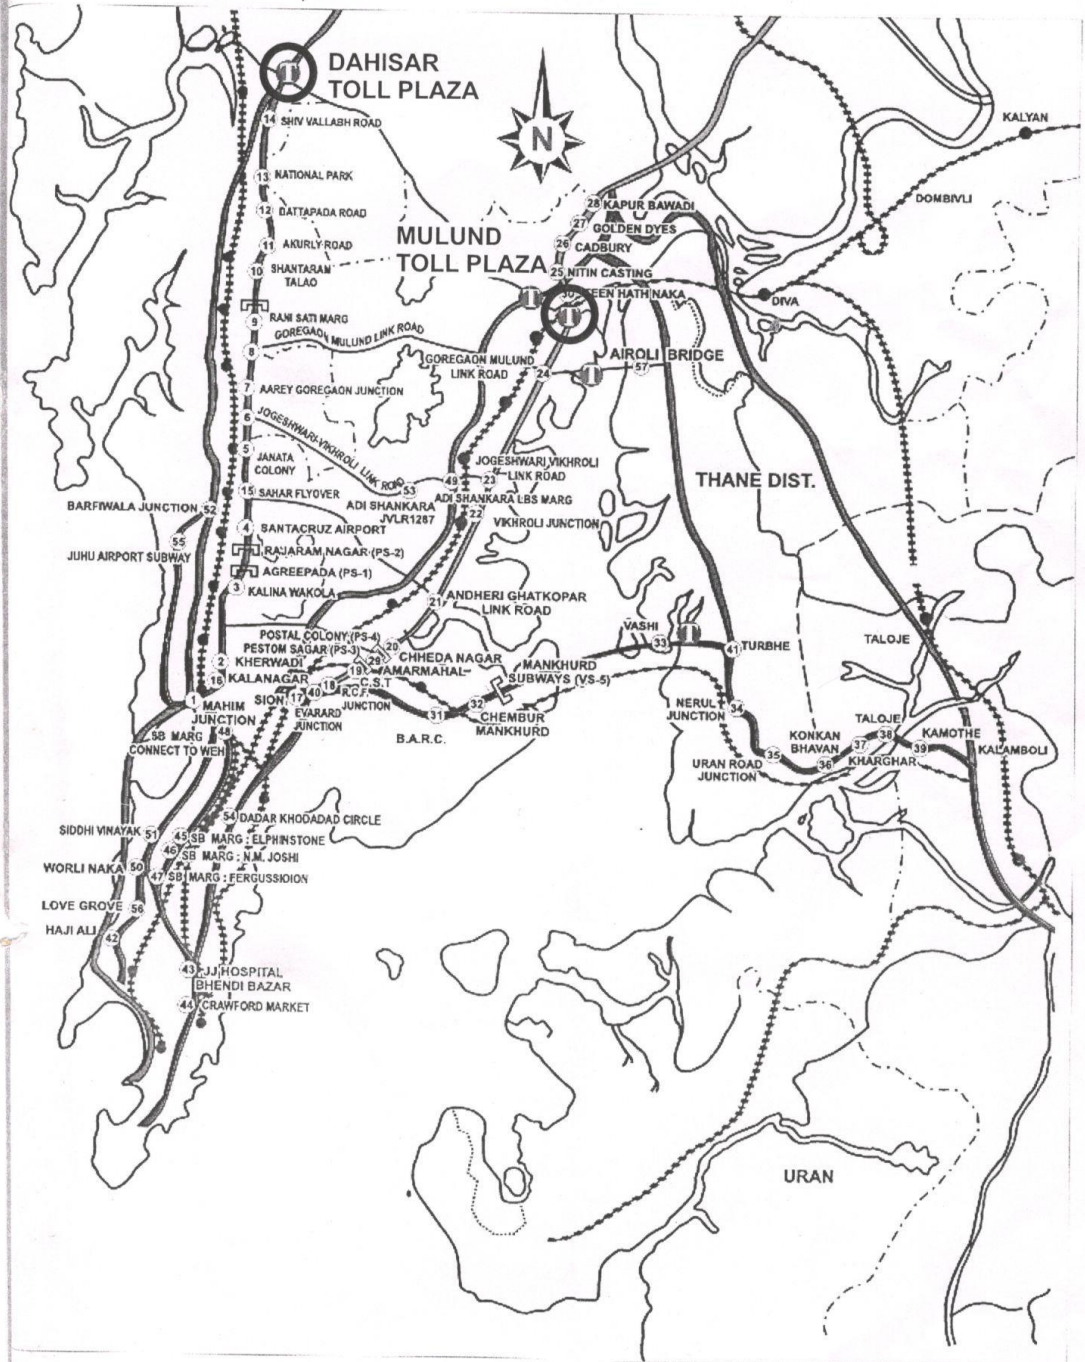 DAHISAR
TOLL PLAZA
14 SHIV VALLABH ROAD
KALYAN
N
13 NATIONAL PARK
12 DATTAPADA ROAD
DOMBIVLI
28 KAPUR BAWADI
27 GOLDEN DYES
11 AKURLY ROAD
MULUND
TOLL PLAZA
26 CADBURY
10 SHANTARAM
TALAO
25 NITIN CASTING
30 TEEN HATH NAKA
DIVA
9 RANI SATI MARG
GOREGAON MULUND LINK ROAD
8
GOREGAON MULUND
LINK ROAD
24
AIROLI BRIDGE
57
7 AAREY GOREGAON JUNCTION
6 JOGESHWARI-VIKHROLI LINK ROAD
5 JANATA
COLONY
JOGESHWARI VIKHROLI
LINK ROAD
49
23
53
THANE DIST.
15 SAHAR FLYOVER
ADI SHANKARA
JVLR1267
ADI SHANKARA LBS MARG
22
VIKHROLI JUNCTION
BARFIWALA JUNCTION 52
4 SANTACRUZ AIRPORT
55
JUHU AIRPORT SUBWAY
RAJARAM NAGAR (PS-2)
AGREEPADA (PS-1)
3 KALINA WAKOLA
21 ANDHERI GHATKOPAR
LINK ROAD
POSTAL COLONY (PS-4)
PESTOM SAGAR (PS-3)
20
VASHI 33
41 TURBHE
TALOJE
2 KHERWADI
29 CHHEDA NAGAR
19 AMARMAHAL
MANKHURD
SUBWAYS (VS-5)
16 KALANAGAR
18 C.S.T
SION 17 40
R.C.F.
JUNCTION
1 MAHIM
JUNCTION
EVARARD
JUNCTION
31
32 CHEMBUR
MANKHURD
B.A.R.C.
NERUL
JUNCTION 34
SB MARG
CONNECT TO WEH
48
TALOJE
38
KONKAN
BHAVAN
37
KAMOTHE
39
KALAMBOLI
35
36
KHARGHAR
URAN ROAD
JUNCTION
54 DADAR KHODADAD CIRCLE
SIDDHI VINAYAK 51
45 SB MARG : ELPHINSTONE
46 SB MARG : N.M. JOSHI
WORLI NAKA 50
47 SB MARG : FERGUSSIOION
LOVE GROVE 56
HAJI ALI
42
43 JJ HOSPITAL
BHENDI BAZAR
44 CRAWFORD MARKET
URAN